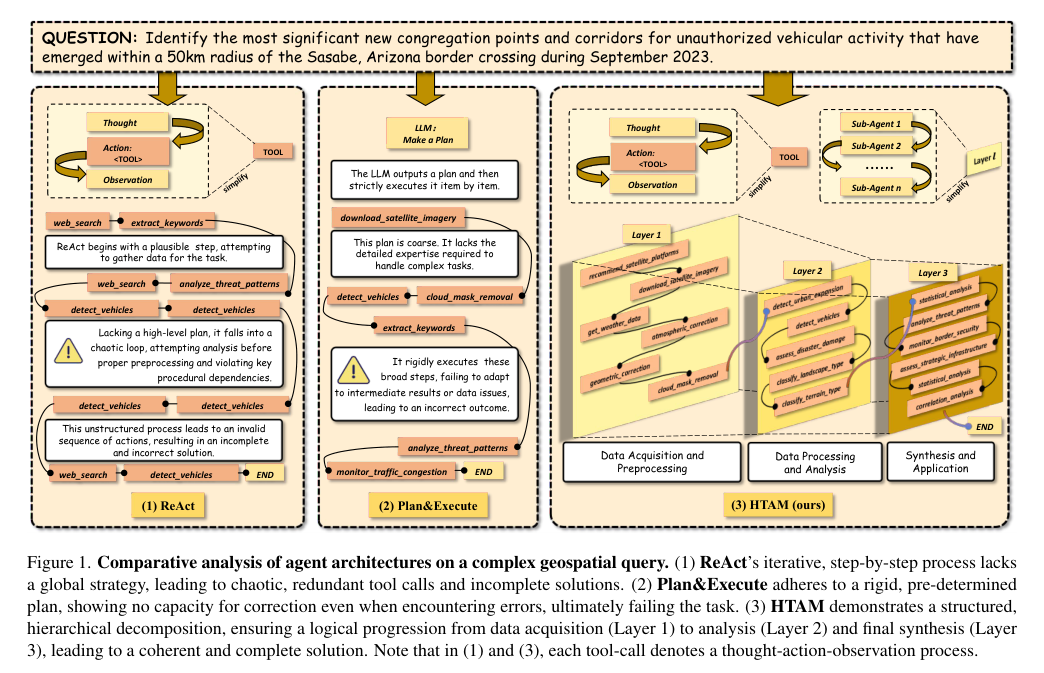 QUESTION: Identify the most significant new congregation points and corridors for unauthorized vehicular activity that have
emerged within a 50km radius of the Sasabe, Arizona border crossing during September 2023.
Thought
Action:
<TOOL>
Observation
TOOL
simplify
web_search
extract_keywords
ReAct begins with a plausible step, attempting
to gather data for the task.
web_search
analyze_threat_patterns
detect_vehicles
detect_vehicles
Lacking a high-level plan, it falls into a
chaotic loop, attempting analysis before
proper preprocessing and violating key
procedural dependencies.
detect_vehicles
detect_vehicles
This unstructured process leads to an invalid
sequence of actions, resulting in an incomplete
and incorrect solution.
web_search
detect_vehicles
END
(1) ReAct
LLM:
Make a Plan
The LLM outputs a plan and then
strictly executes it item by item.
download_satellite_imagery
This plan is coarse. It lacks the
detailed expertise required to
handle complex tasks.
detect_vehicles
cloud_mask_removal
extract_keywords
It rigidly executes these
broad steps, failing to adapt
to intermediate results or data issues,
leading to an incorrect outcome.
analyze_threat_patterns
monitor_traffic_congestion
END
(2) Plan&Execute
Thought
Action:
<TOOL>
Observation
TOOL
simplify
Sub-Agent 1
Sub-Agent 2
......
Sub-Agent n
Layer l
simplify
Layer 1
recommend_satellite_platforms
download_satellite_imagery
get_weather_data
atmospheric_correction
geometric_correction
cloud_mask_removal
Layer 2
detect_urban_expansion
detect_vehicles
assess_disaster_damage
classify_landscape_type
classify_terrain_type
Layer 3
statistical_analysis
analyze_threat_patterns
monitor_border_security
assess_strategic_infrastructure
statistical_analysis
correlation_analysis
END
Data Acquisition and
Preprocessing
Data Processing
and Analysis
Synthesis and
Application
(3) HTAM (ours)
Figure 1. Comparative analysis of agent architectures on a complex geospatial query. (1) ReAct's iterative, step-by-step process lacks
a global strategy, leading to chaotic, redundant tool calls and incomplete solutions. (2) Plan&Execute adheres to a rigid, pre-determined
plan, showing no capacity for correction even when encountering errors, ultimately failing the task. (3) HTAM demonstrates a structured,
hierarchical decomposition, ensuring a logical progression from data acquisition (Layer 1) to analysis (Layer 2) and final synthesis (Layer
3), leading to a coherent and complete solution. Note that in (1) and (3), each tool-call denotes a thought-action-observation process.